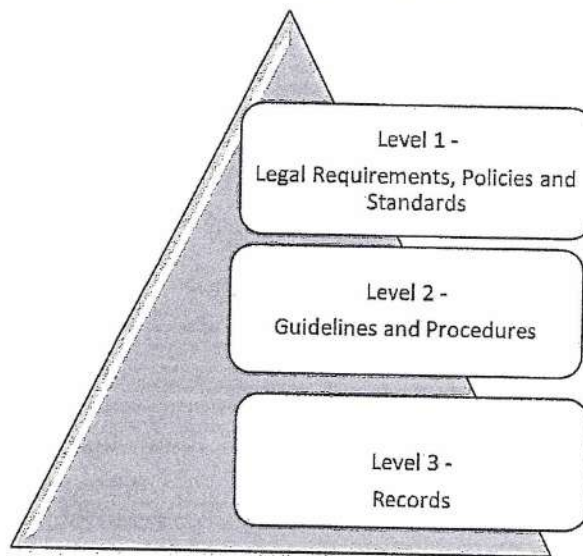 Level 1 -
Legal Requirements, Policies and
Standards
Level 2 -
Guidelines and Procedures
Level 3 -
Records